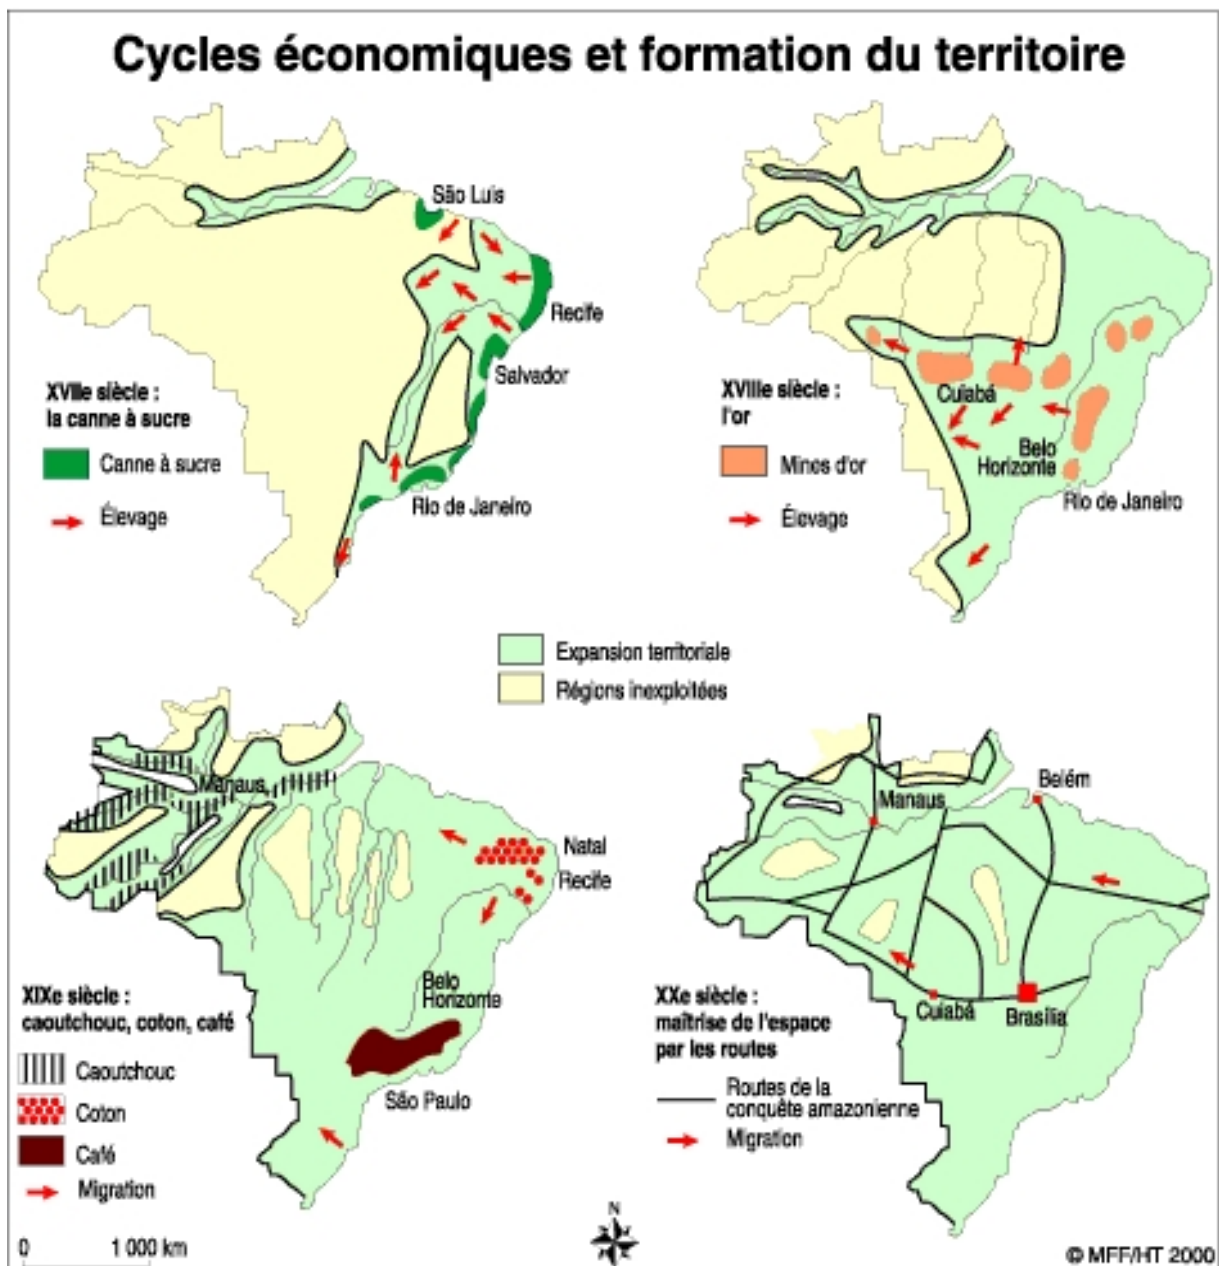 Cycles économiques et formation du territoire
São Luis
Recife
Salvador
Rio de Janeiro
XVIIe siècle :
la canne à sucre
Canne à sucre
Élevage
Cuiabá
Belo
Horizonte
Rio de Janeiro
XVIIIe siècle :
l'or
Mines d'or
Élevage
Expansion territoriale
Régions inexploitées
Manaus
Natal
Recife
Belo
Horizonte
São Paulo
XIXe siècle :
caoutchouc, coton, café
Caoutchouc
Coton
Café
Migration
Belém
Manaus
Cuiabá
Brasília
XXe siècle :
maîtrise de l'espace
par les routes
Routes de la
conquête amazonienne
Migration
0 1 000 km
N
© MFF/HT 2000